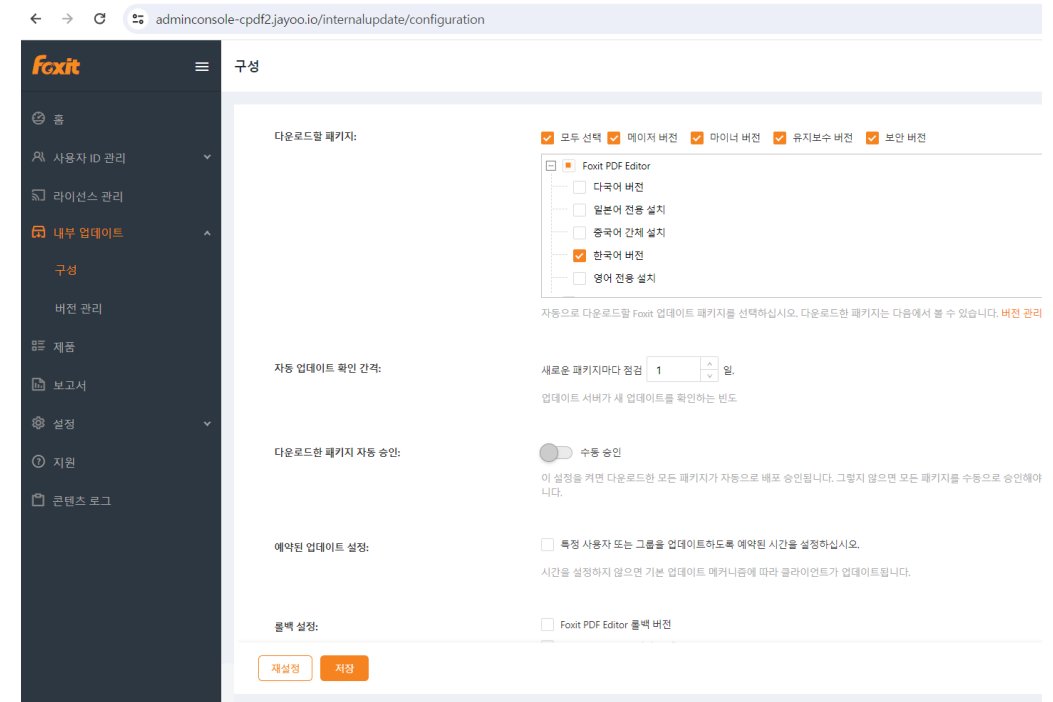 adminconsole-cpdf2.jayoo.io/internalupdate/configuration
Foxit
구성
홈
사용자 ID 관리
라이선스 관리
내부 업데이트
구성
버전 관리
제품
보고서
설정
지원
콘텐츠 로그
다운로드할 패키지:
모두 선택 메이저 버전 마이너 버전 유지보수 버전 보안 버전
Foxit PDF Editor
다국어 버전
일본어 전용 설치
중국어 간체 설치
한국어 버전
영어 전용 설치
자동으로 다운로드할 Foxit 업데이트 패키지를 선택하십시오. 다운로드한 패키지는 다음에서 볼 수 있습니다. 버전 관리
자동 업데이트 확인 간격:
새로운 패키지마다 점검 1 일.
업데이트 서버가 새 업데이트를 확인하는 빈도
다운로드한 패키지 자동 승인:
수동 승인
이 설정을 켜면 다운로드한 모든 패키지가 자동으로 배포 승인됩니다. 그렇지 않으면 모든 패키지를 수동으로 승인해야
니다.
예약된 업데이트 설정:
특정 사용자 또는 그룹을 업데이트하도록 예약된 시간을 설정하십시오.
시간을 설정하지 않으면 기본 업데이트 메커니즘에 따라 클라이언트가 업데이트됩니다.
롤백 설정:
Foxit PDF Editor 롤백 버전
재설정 저장